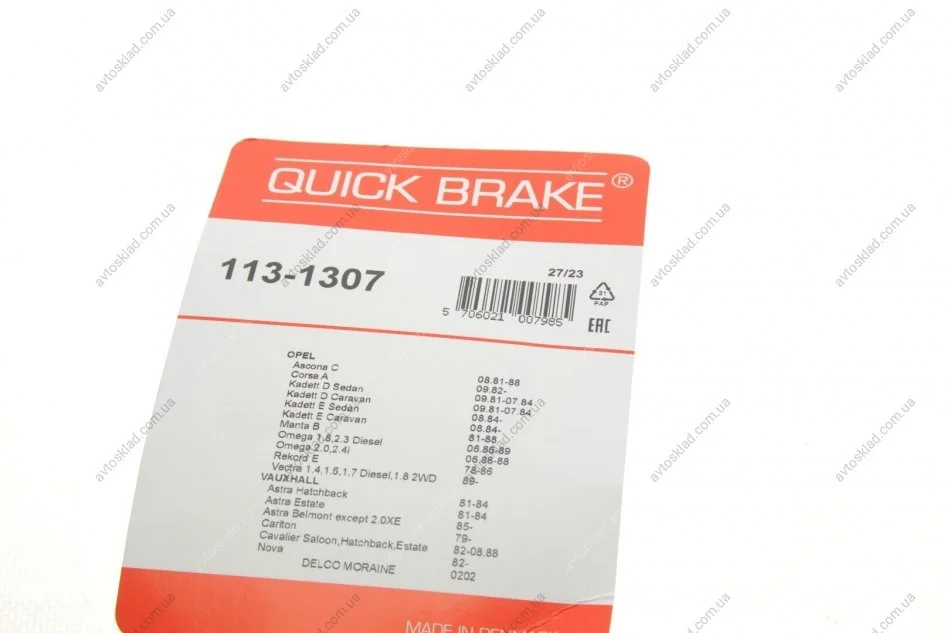 QUICK BRAKE®
113-1307
27/23
5 706021 007985
21
PAP
EAC
OPEL
Ascona C 08.81-88
Corsa A 09.82-
Kadett D Sedan 09.81-07.84
Kadett D Caravan 09.81-07.84
Kadett E Sedan 08.84-
Kadett E Caravan 08.84-
Manta B 81-88
Omega 1.8,2.3 Diesel 06.86-89
Omega 2.0,2.4i 06.86-88
Rekord E 78-86
Vectra 1.4,1.6,1.7 Diesel,1.8 2WD 89-
VAUXHALL
Astra Hatchback 81-84
Astra Estate 81-84
Astra Belmont except 2.0XE 85-
Carlton 79-
Cavalier Saloon,Hatchback,Estate 82-08.88
Nova 82-
DELCO MORAINE 0202
MADE IN DENMARK
avtosklad.com.ua